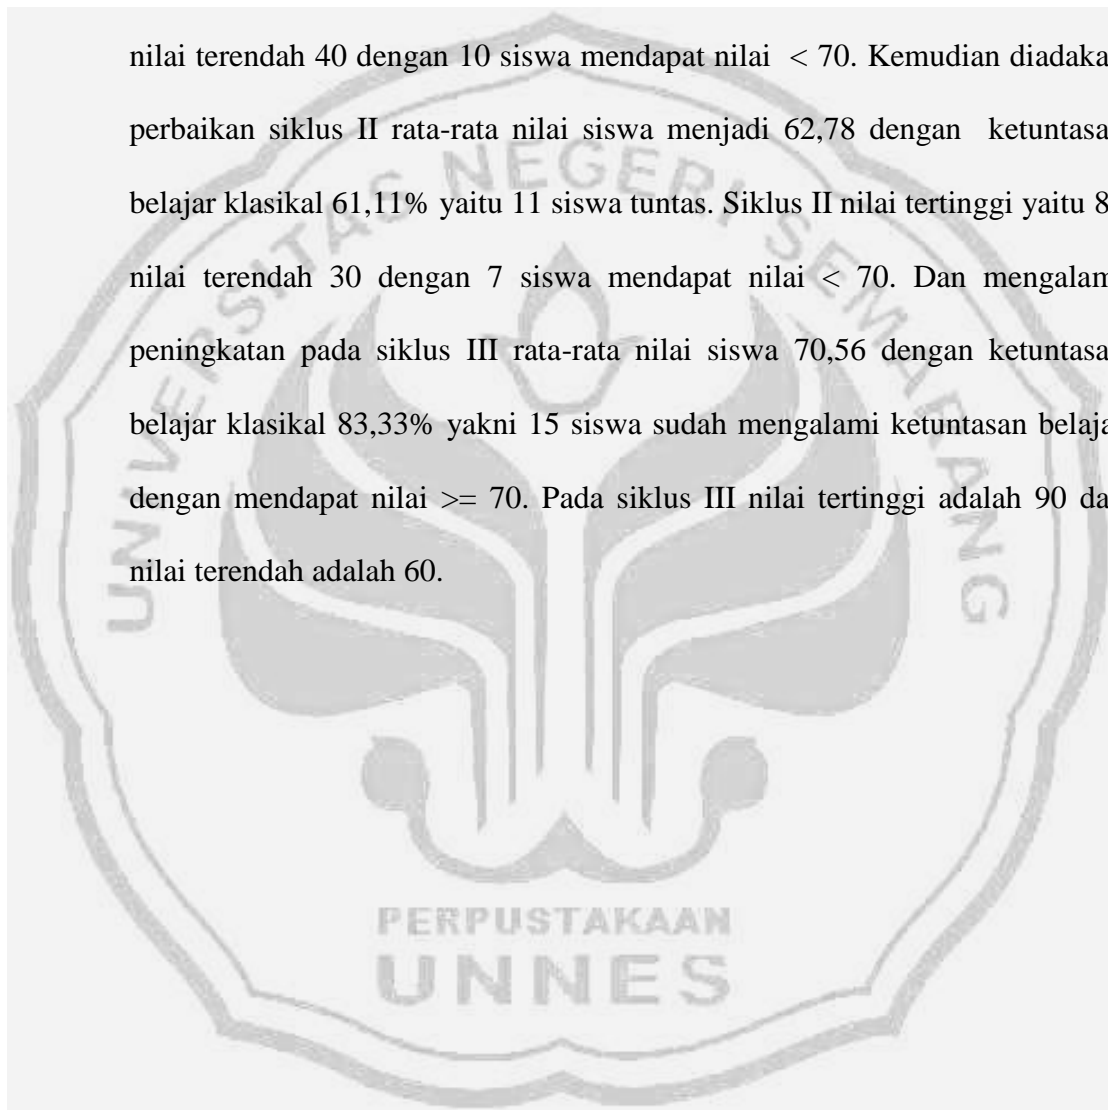 nilai terendah 40 dengan 10 siswa mendapat nilai < 70. Kemudian diadaka
perbaikan siklus II rata-rata nilai siswa menjadi 62,78 dengan ketuntasa
belajar klasikal 61,11% yaitu 11 siswa tuntas. Siklus II nilai tertinggi yaitu 8
nilai terendah 30 dengan 7 siswa mendapat nilai < 70. Dan mengalam
peningkatan pada siklus III rata-rata nilai siswa 70,56 dengan ketuntasa
belajar klasikal 83,33% yakni 15 siswa sudah mengalami ketuntasan belaja
dengan mendapat nilai >= 70. Pada siklus III nilai tertinggi adalah 90 da
nilai terendah adalah 60.
UNIVERSITAS NEGERI SEMARANG
PERPUSTAKAAN
UNNES